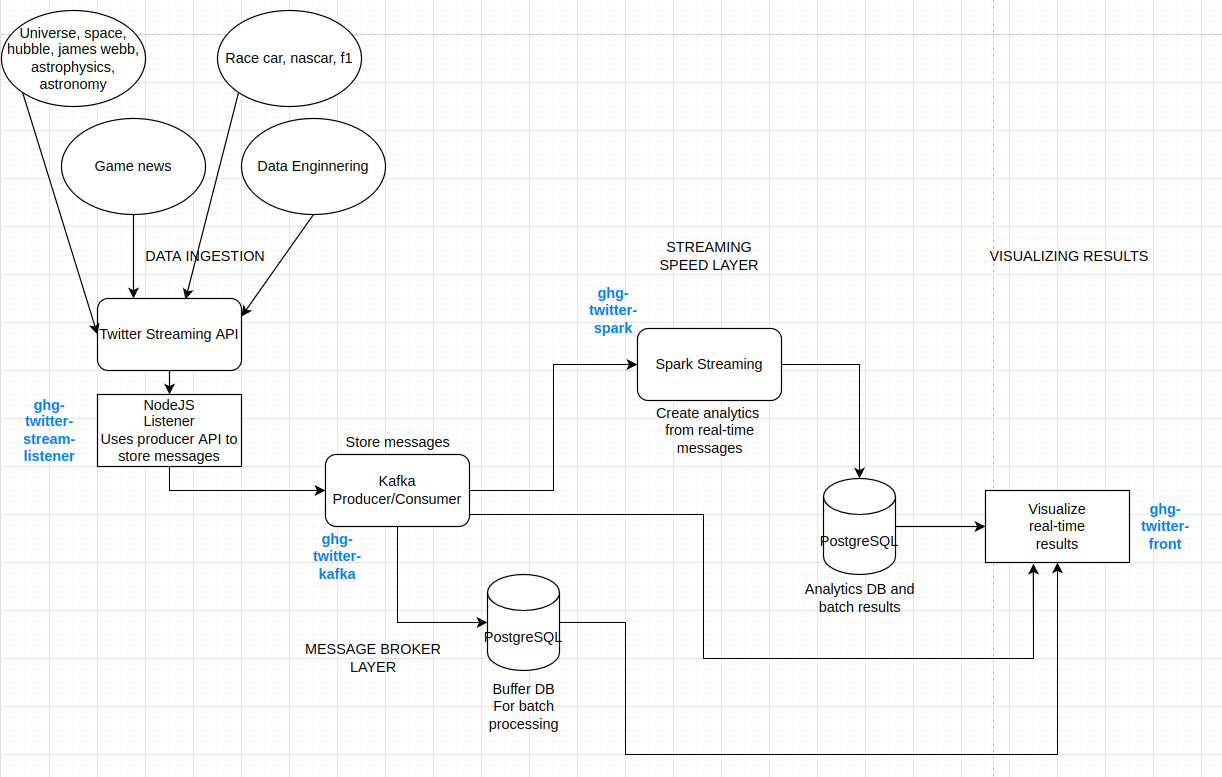 Universe, space,
hubble, james webb,
astrophysics,
astronomy
Race car, nascar, f1
Game news
Data Enginnering
DATA INGESTION
Twitter Streaming API
ghg-
twitter-
stream-
listener
NodeJS
Listener
Uses producer API to
store messages
Store messages
Kafka
Producer/Consumer
ghg-
twitter-
kafka
MESSAGE BROKER
LAYER
PostgreSQL
Buffer DB
For batch
processing
STREAMING
SPEED LAYER
ghg-
twitter-
spark
Spark Streaming
Create analytics
from real-time
messages
PostgreSQL
Analytics DB and
batch results
VISUALIZING RESULTS
Visualize
real-time
results
ghg-
twitter-
front